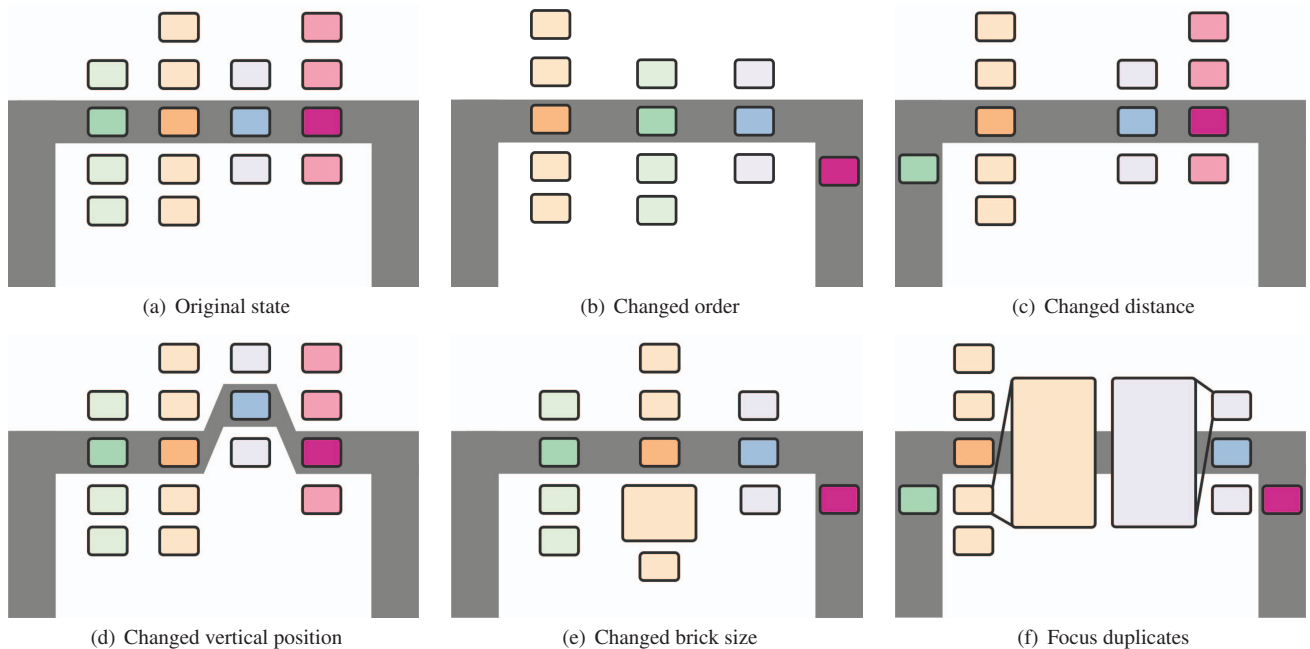 (a) Original state
(b) Changed order
(c) Changed distance
(d) Changed vertical position
(e) Changed brick size
(f) Focus duplicates